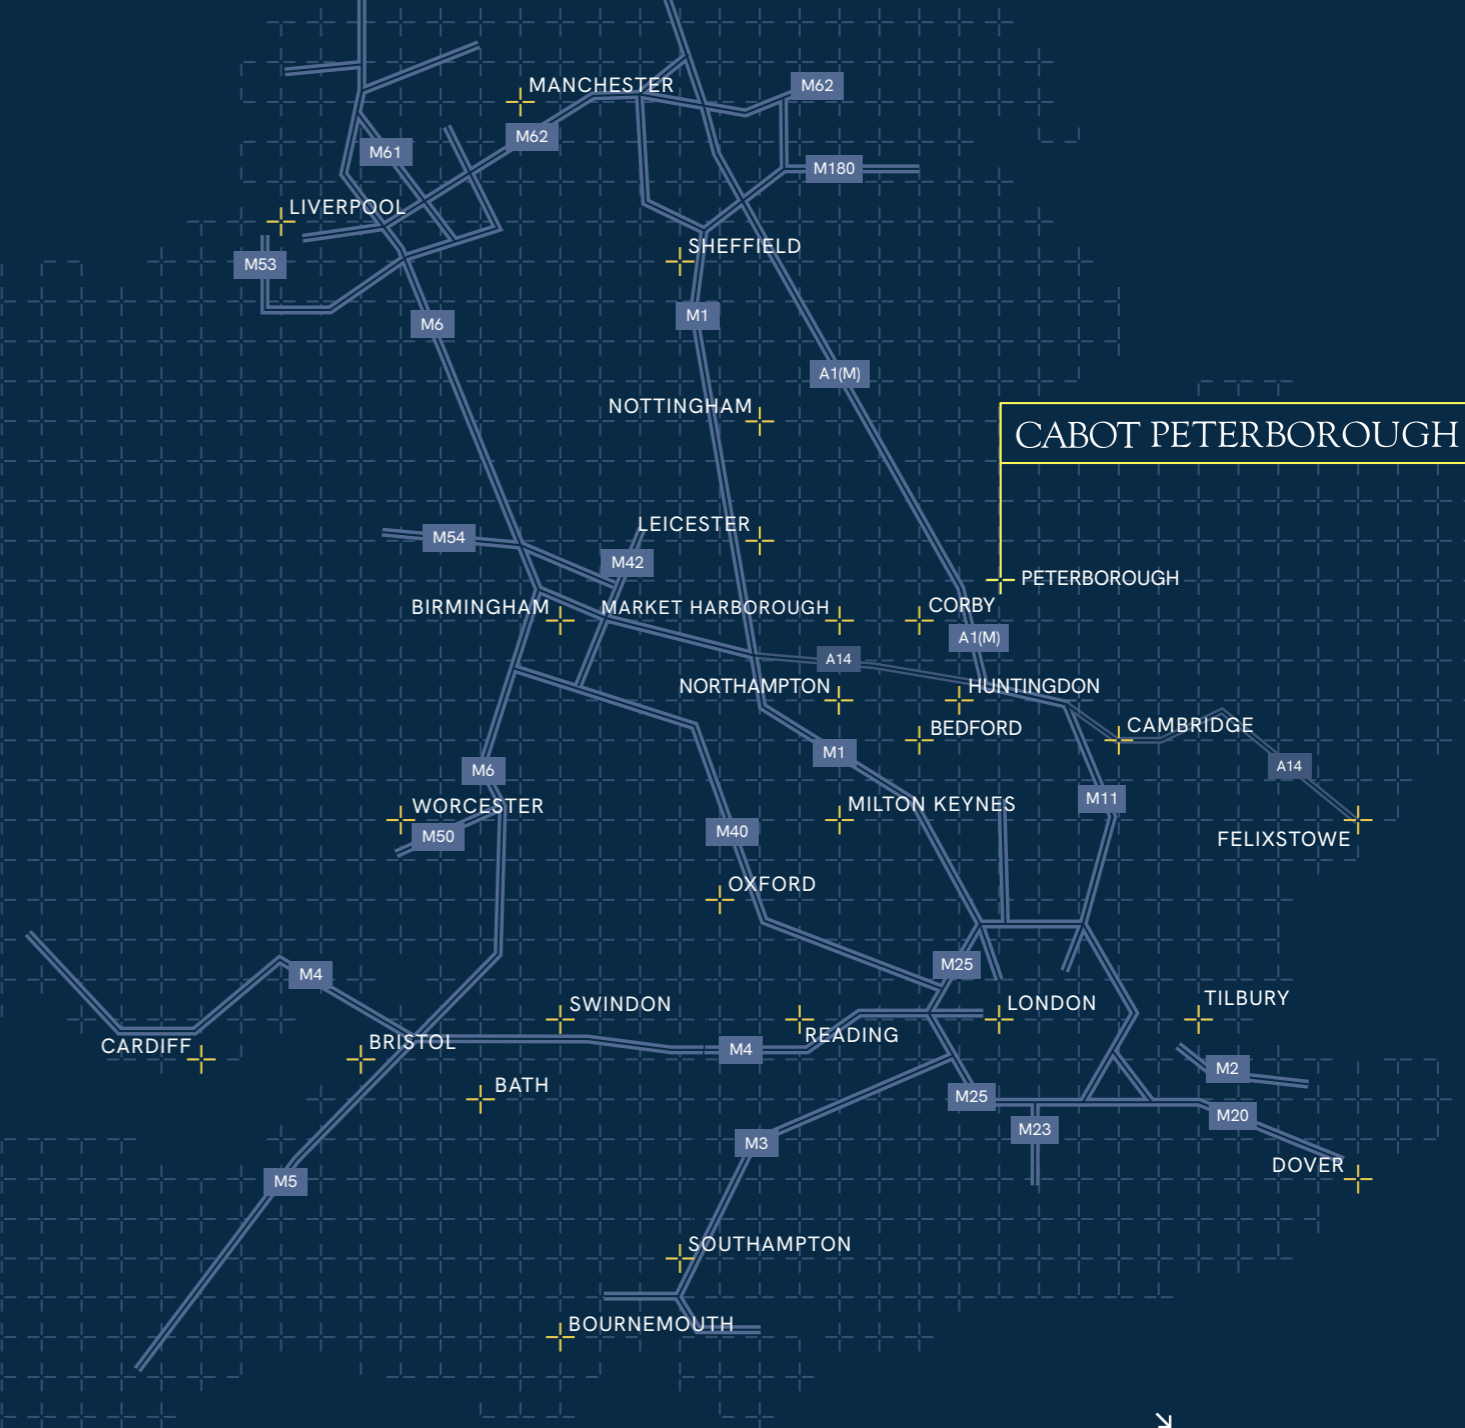 MANCHESTER
M62
M62
M61
M180
LIVERPOOL
SHEFFIELD
M53
M1
M6
A1(M)
NOTTINGHAM
CABOT PETERBOROUGH
LEICESTER
M54
M42
PETERBOROUGH
BIRMINGHAM
MARKET HARBOROUGH
CORBY
A1(M)
A14
NORTHAMPTON
HUNTINGDON
BEDFORD
CAMBRIDGE
M1
A14
M6
M11
WORCESTER
MILTON KEYNES
M50
M40
FELIXSTOWE
OXFORD
M25
M4
SWINDON
LONDON
TILBURY
READING
CARDIFF
BRISTOL
M4
M2
BATH
M25
M20
M23
M3
DOVER
M5
SOUTHAMPTON
BOURNEMOUTH